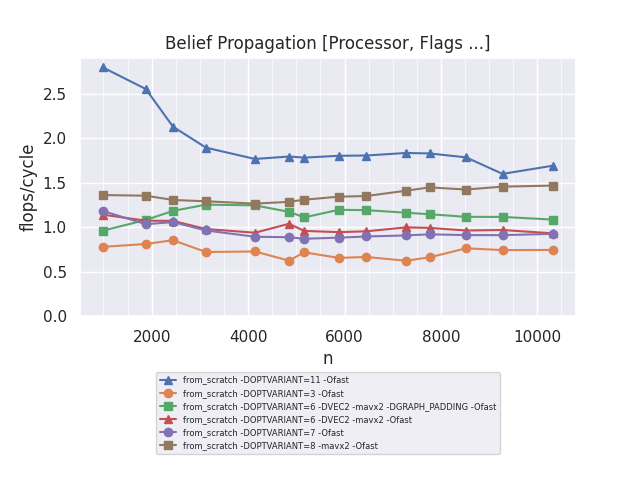 Belief Propagation [Processor, Flags ...]
2.5
2.0
1.5
1.0
0.5
0.0
flops/cycle
2000 4000 6000 8000 10000
n
from_scratch -DOPTVARIANT=11 -Ofast
from_scratch -DOPTVARIANT=3 -Ofast
from_scratch -DOPTVARIANT=6 -DVEC2 -mavx2 -DGRAPH_PADDING -Ofast
from_scratch -DOPTVARIANT=6 -DVEC2 -mavx2 -Ofast
from_scratch -DOPTVARIANT=7 -Ofast
from_scratch -DOPTVARIANT=8 -mavx2 -Ofast